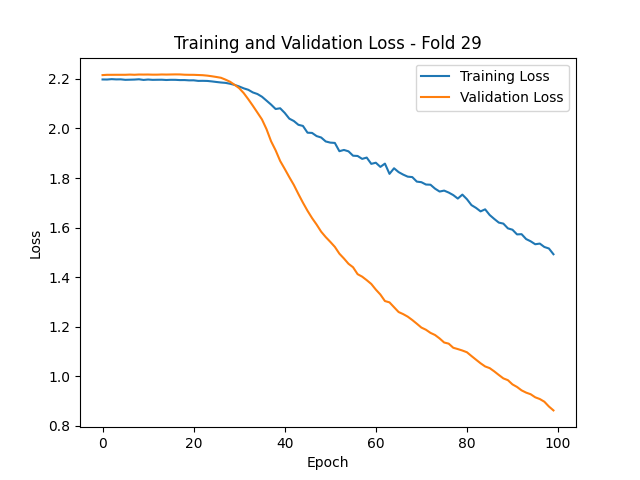 Training and Validation Loss - Fold 29
Training Loss
Validation Loss
2.2
2.0
1.8
1.6
1.4
1.2
1.0
0.8
Loss
0 20 40 60 80 100
Epoch